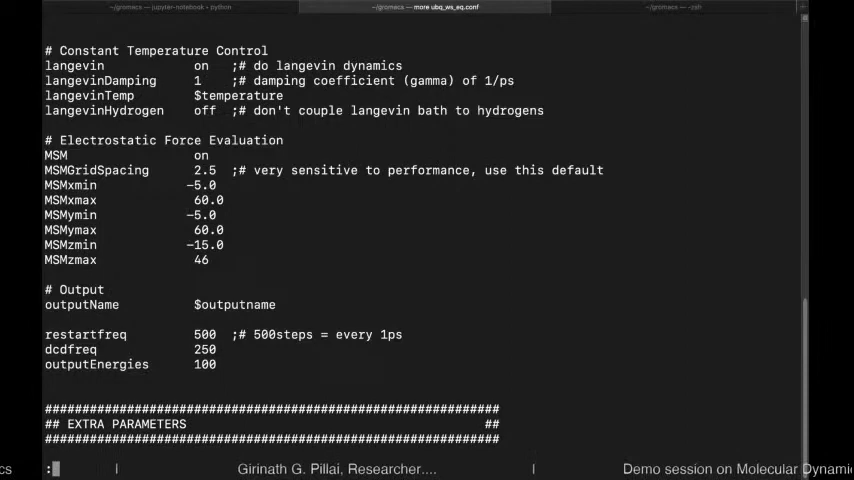 ~/gromacs — jupyter-notebook • python
~/gromacs — more ubq_ws_eq.conf
~/gromacs — -zsh
# Constant Temperature Control
langevin on ;# do langevin dynamics
langevinDamping 1 ;# damping coefficient (gamma) of 1/ps
langevinTemp $temperature
langevinHydrogen off ;# don't couple langevin bath to hydrogens
# Electrostatic Force Evaluation
MSM on
MSMGridSpacing 2.5 ;# very sensitive to performance, use this default
MSMxmin -5.0
MSMxmax 60.0
MSMymin -5.0
MSMymax 60.0
MSMzmin -15.0
MSMzmax 46
# Output
outputName $outputname
restartfreq 500 ;# 500steps = every 1ps
dcdfreq 250
outputEnergies 100
#############################################################
## EXTRA PARAMETERS ##
#############################################################
:
cs | Girinath G. Pillai, Researcher.... | Demo session on Molecular Dynamic